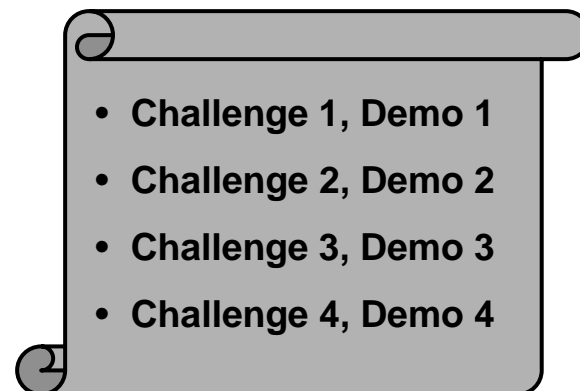 • Challenge 1, Demo 1
• Challenge 2, Demo 2
• Challenge 3, Demo 3
• Challenge 4, Demo 4